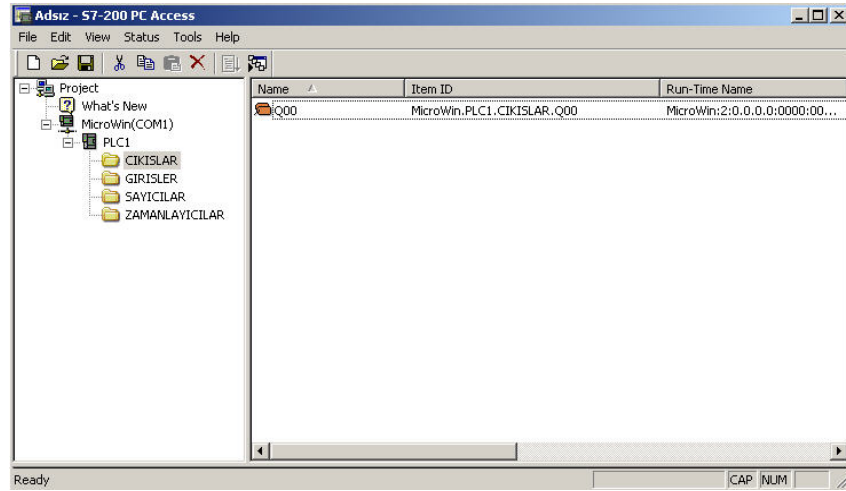 Adsız - S7-200 PC Access
File Edit View Status Tools Help
Project
What's New
MicroWin(COM1)
PLC1
CIKISLAR
GIRISLER
SAYICILAR
ZAMANLAYICILAR
Name Item ID Run-Time Name
Q00 MicroWin.PLC1.CIKISLAR.Q00 MicroWin:2:0.0.0.0:0000:00...
Ready CAP NUM